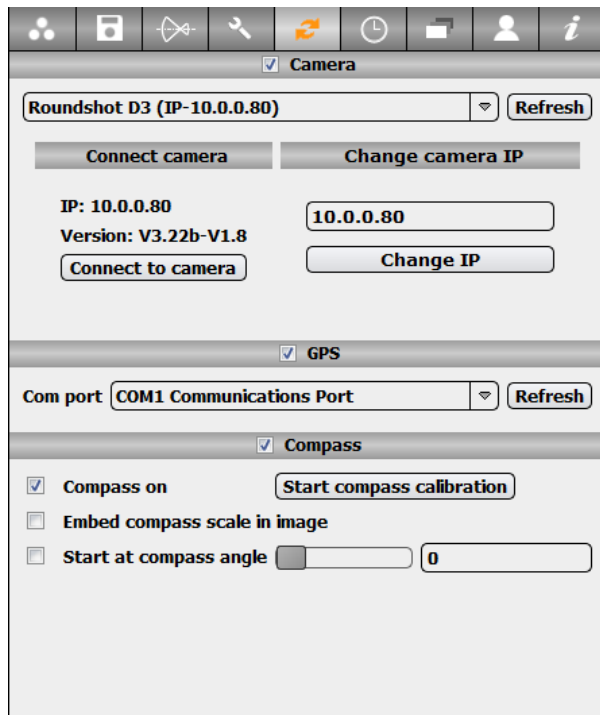 Camera
Roundshot D3 (IP-10.0.0.80) Refresh
Connect camera Change camera IP
IP: 10.0.0.80 10.0.0.80
Version: V3.22b-V1.8
Connect to camera Change IP
GPS
Com port COM1 Communications Port Refresh
Compass
Compass on Start compass calibration
Embed compass scale in image
Start at compass angle 0